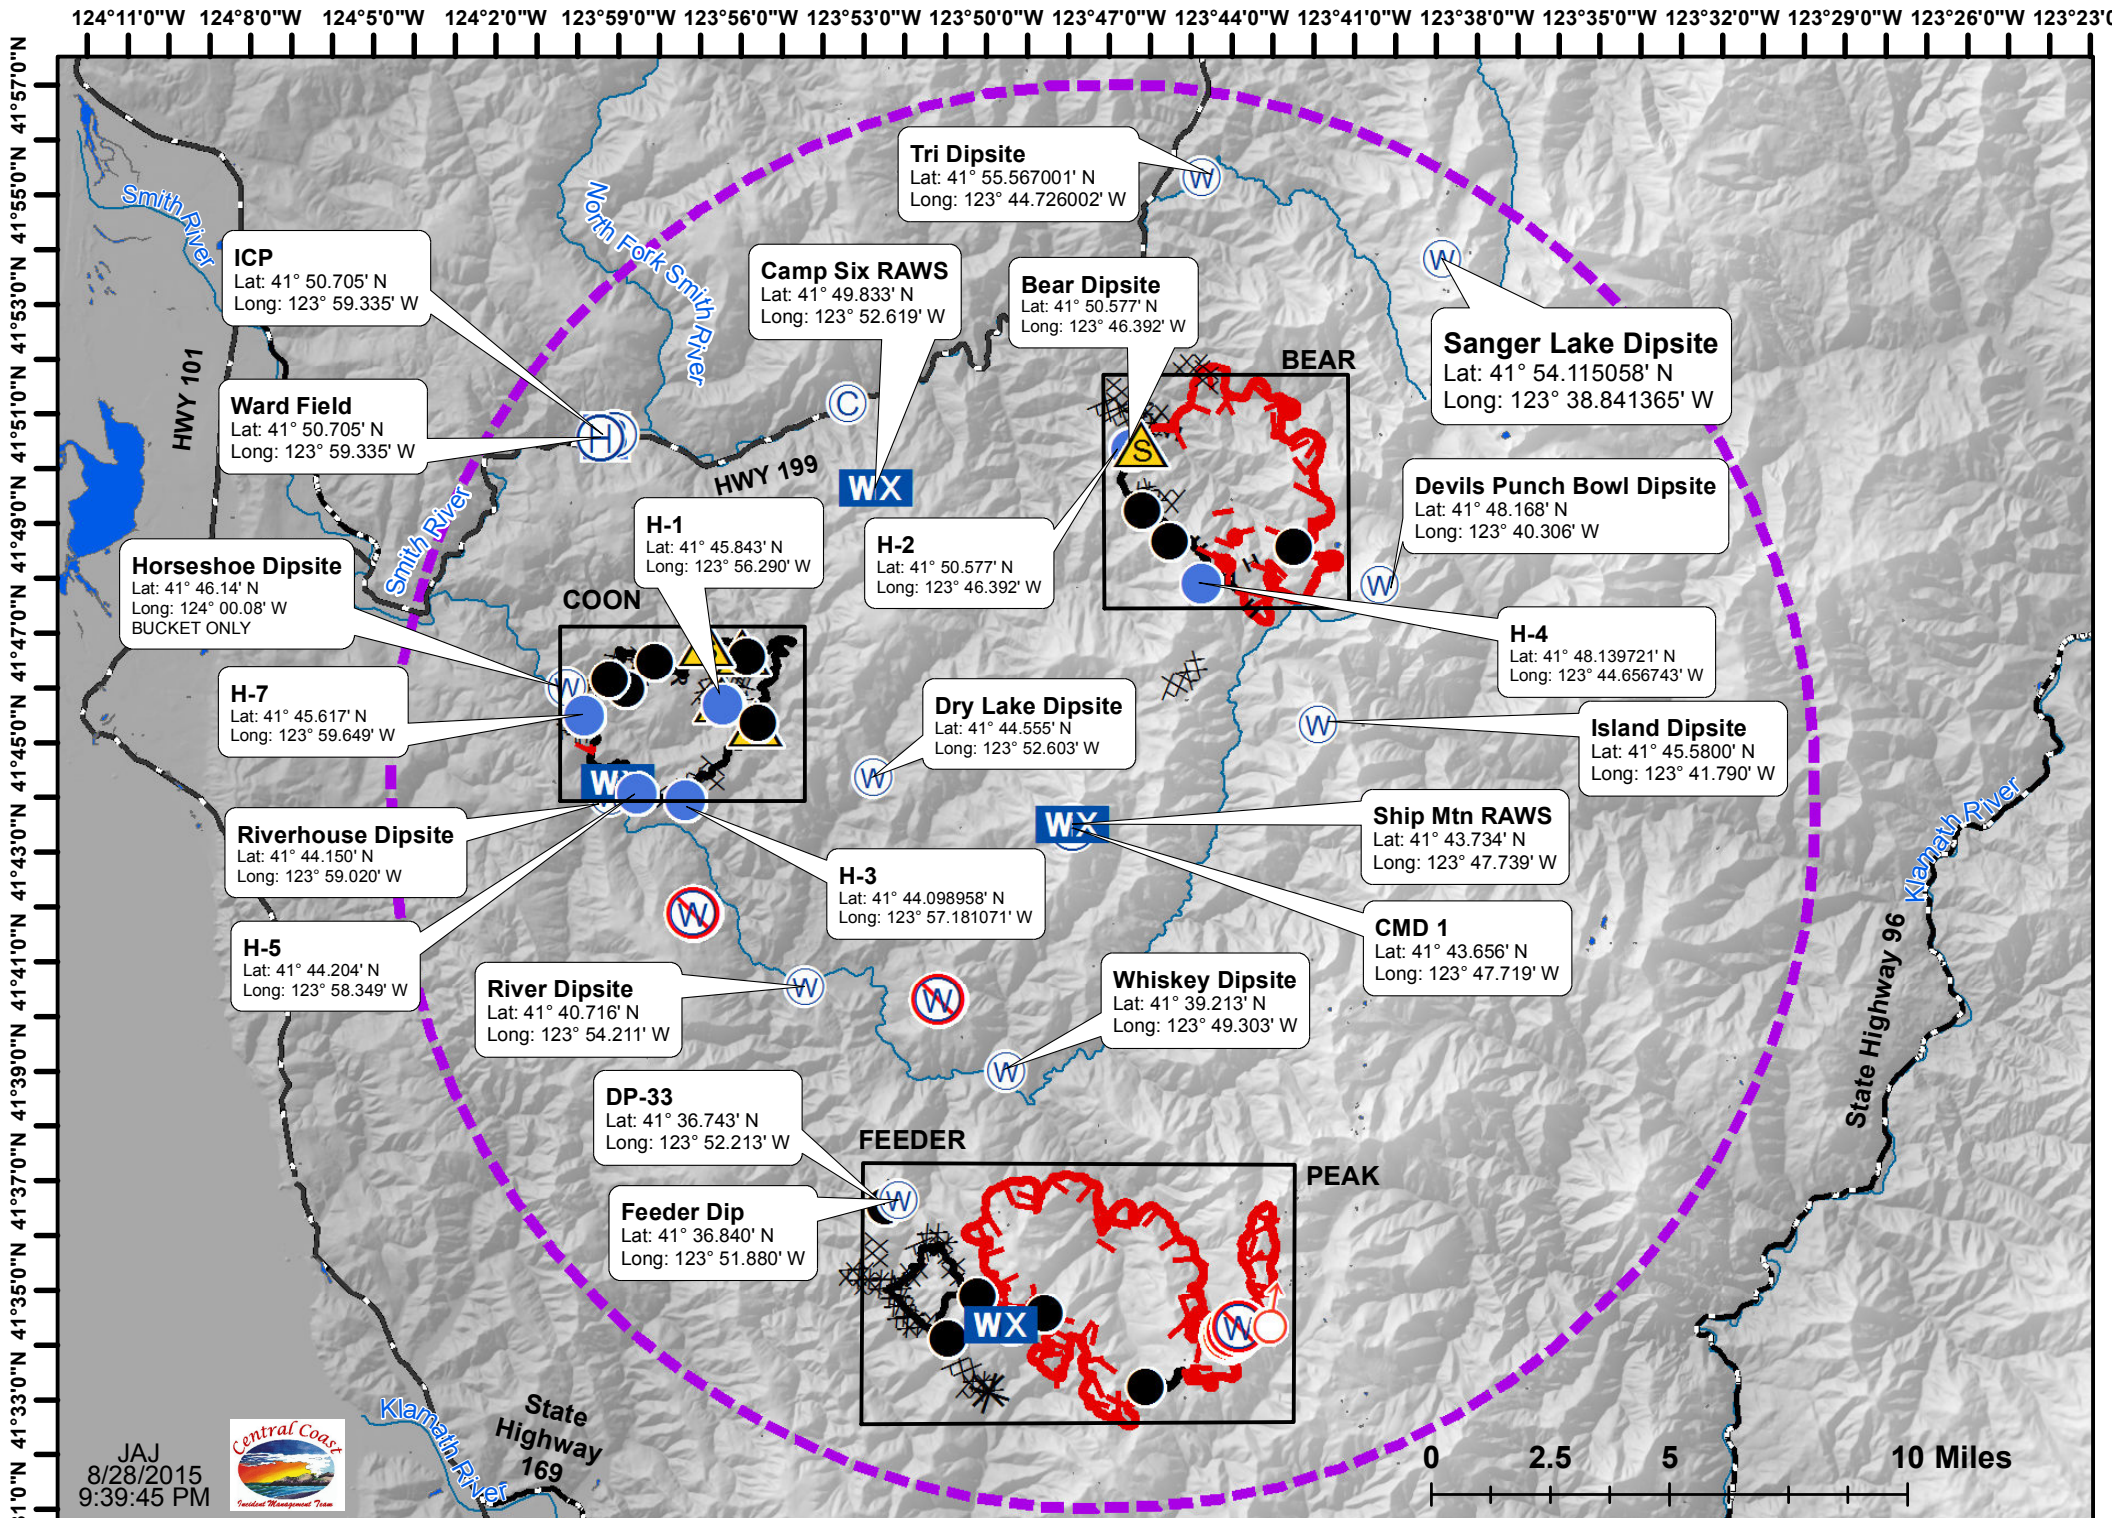 124°11'0"W 124°8'0"W 124°5'0"W 124°2'0"W 123°59'0"W 123°56'0"W 123°53'0"W 123°50'0"W 123°47'0"W 123°44'0"W 123°41'0"W 123°38'0"W 123°35'0"W 123°32'0"W 123°29'0"W 123°26'0"W 123°23'
41°57'0"N
41°55'0"N
41°53'0"N
41°51'0"N
41°49'0"N
41°47'0"N
41°45'0"N
41°43'0"N
41°41'0"N
41°39'0"N
41°37'0"N
41°35'0"N
41°33'0"N
31°0'0"N
Smith River
North Fork Smith River
Tri Dipsite
Lat: 41° 55.567001' N
Long: 123° 44.726002' W
W
ICP
Lat: 41° 50.705' N
Long: 123° 59.335' W
Camp Six RAWS
Lat: 41° 49.833' N
Long: 123° 52.619' W
Bear Dipsite
Lat: 41° 50.577' N
Long: 123° 46.392' W
W
Sanger Lake Dipsite
Lat: 41° 54.115058' N
Long: 123° 38.841365' W
HWY 101
Ward Field
Lat: 41° 50.705' N
Long: 123° 59.335' W
H
C
BEAR
S
HWY 199
WX
Smith River
Devils Punch Bowl Dipsite
Lat: 41° 48.168' N
Long: 123° 40.306' W
W
H-1
Lat: 41° 45.843' N
Long: 123° 56.290' W
H-2
Lat: 41° 50.577' N
Long: 123° 46.392' W
H
Horseshoe Dipsite
Lat: 41° 46.14' N
Long: 124° 00.08' W
BUCKET ONLY
COON
W
H-4
Lat: 41° 48.139721' N
Long: 123° 44.656743' W
H-7
Lat: 41° 45.617' N
Long: 123° 59.649' W
Dry Lake Dipsite
Lat: 41° 44.555' N
Long: 123° 52.603' W
W
W
Island Dipsite
Lat: 41° 45.5800' N
Long: 123° 41.790' W
WX
Riverhouse Dipsite
Lat: 41° 44.150' N
Long: 123° 59.020' W
WX
Ship Mtn RAWS
Lat: 41° 43.734' N
Long: 123° 47.739' W
Klamath River
H-3
Lat: 41° 44.098958' N
Long: 123° 57.181071' W
W
H-5
Lat: 41° 44.204' N
Long: 123° 58.349' W
CMD 1
Lat: 41° 43.656' N
Long: 123° 47.719' W
State Highway 96
River Dipsite
Lat: 41° 40.716' N
Long: 123° 54.211' W
W
W
Whiskey Dipsite
Lat: 41° 39.213' N
Long: 123° 49.303' W
W
DP-33
Lat: 41° 36.743' N
Long: 123° 52.213' W
FEEDER
PEAK
Feeder Dip
Lat: 41° 36.840' N
Long: 123° 51.880' W
W
WX
W
Klamath River
State
Highway
169
JAJ
8/28/2015
9:39:45 PM
Central Coast
Incident Management Team
0 2.5 5 10 Miles